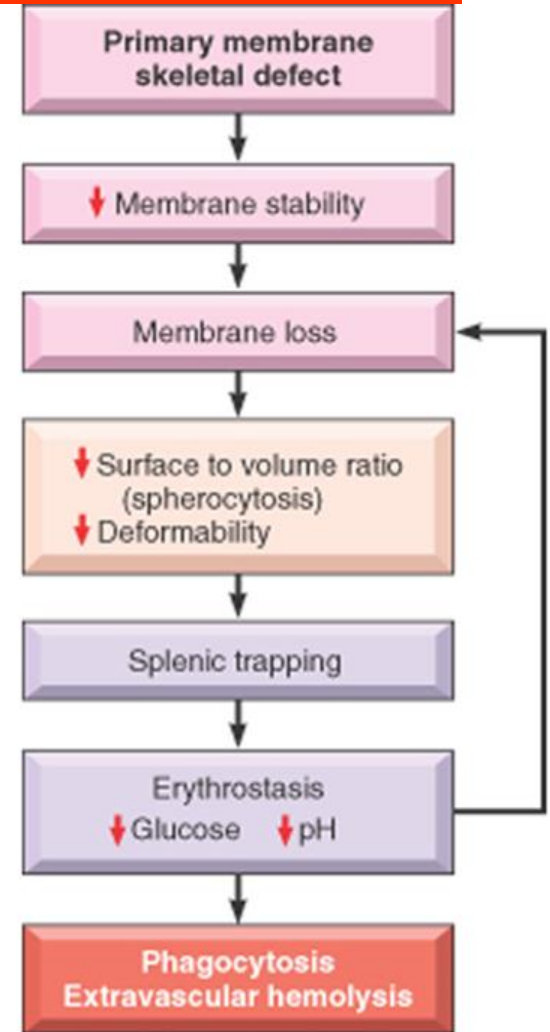 Primary membrane
skeletal defect
↓ Membrane stability
Membrane loss
↓ Surface to volume ratio
(spherocytosis)
↓ Deformability
Splenic trapping
Erythrostasis
↓ Glucose ↓ pH
Phagocytosis
Extravascular hemolysis